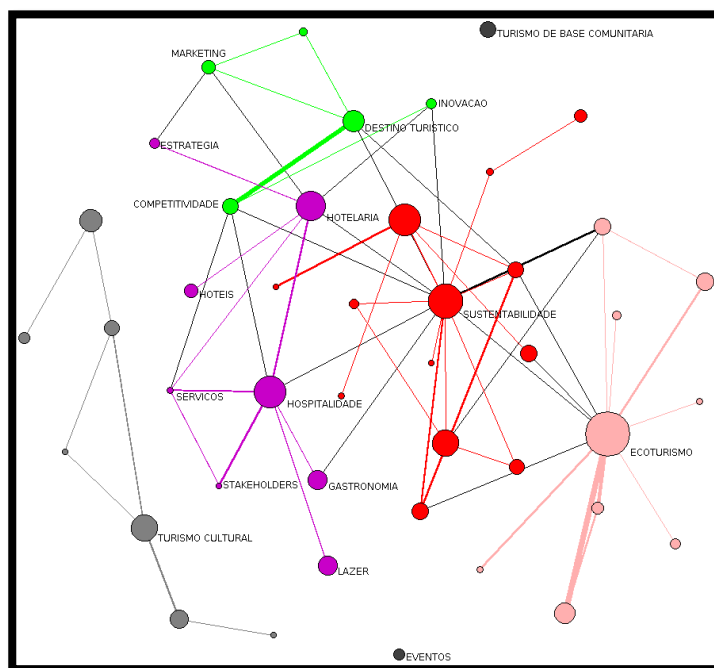 TURISMO DE BASE COMUNITARIA
MARKETING
INOVACAO
DESTINO TURISTICO
ESTRATEGIA
COMPETITIVIDADE
HOTELARIA
HOTEIS
SUSTENTABILIDADE
SERVICOS
HOSPITALIDADE
ECOTURISMO
STAKEHOLDERS
GASTRONOMIA
TURISMO CULTURAL
LAZER
EVENTOS